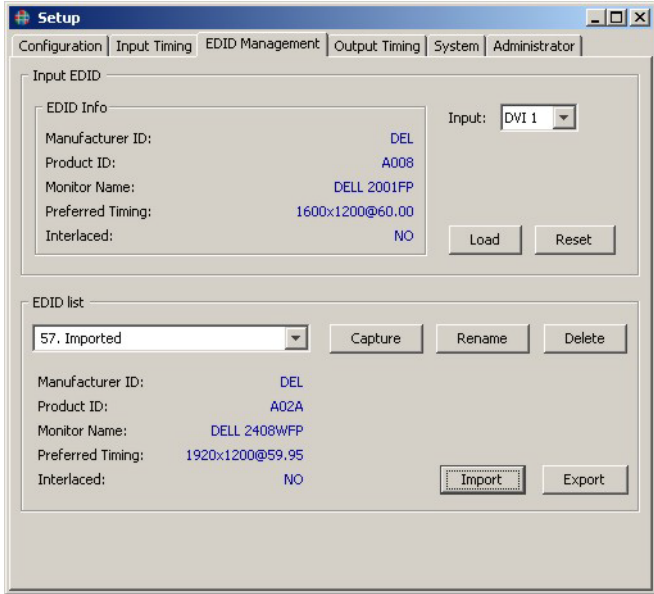 Setup
Configuration Input Timing EDID Management Output Timing System Administrator
Input EDID
EDID Info
Manufacturer ID: DEL
Product ID: A008
Monitor Name: DELL 2001FP
Preferred Timing: 1600x1200@60.00
Interlaced: NO
Input: DVI 1
Load Reset
EDID list
57. Imported Capture Rename Delete
Manufacturer ID: DEL
Product ID: A02A
Monitor Name: DELL 2408WFP
Preferred Timing: 1920x1200@59.95
Interlaced: NO
Import Export